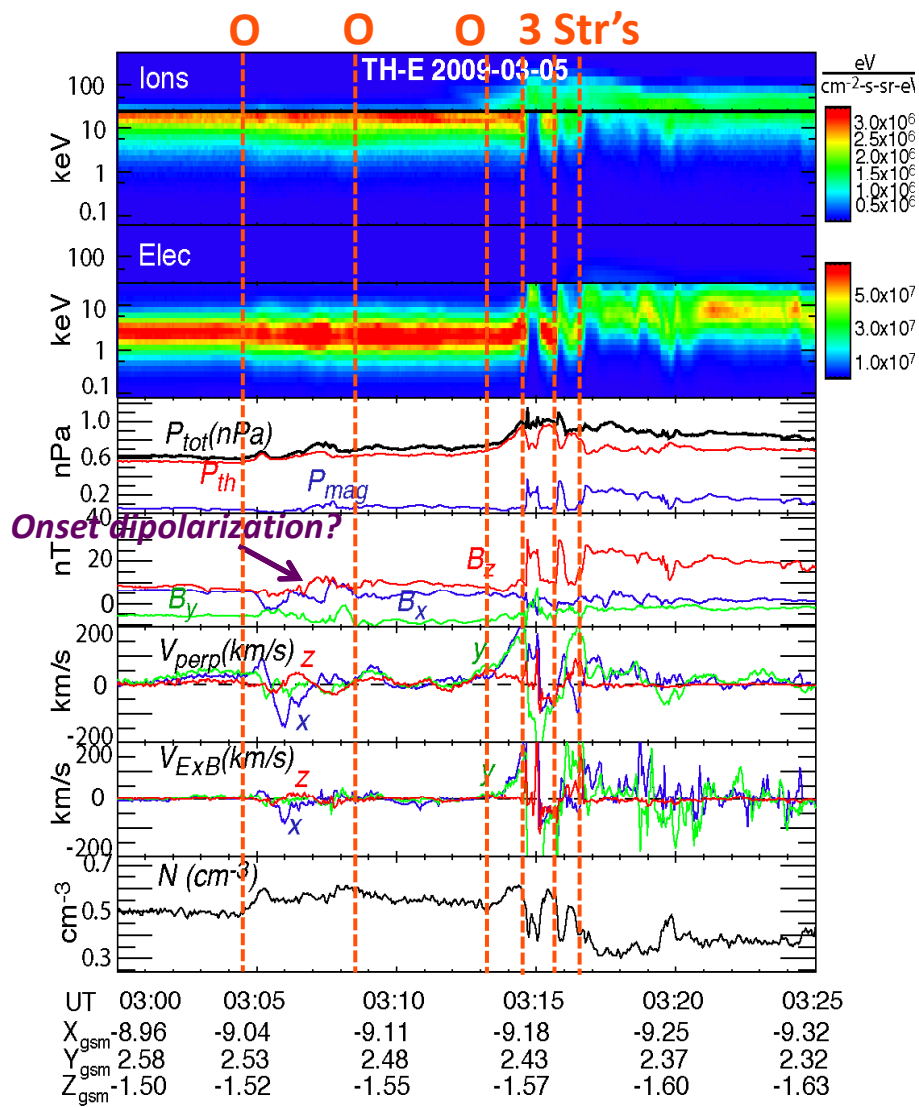 O O O 3 Str's
TH-E 2009-03-05
eV
cm⁻²-s-sr-eV
Ions
100
10
1
0.1
keV
3.0x10⁶
2.5x10⁶
2.0x10⁶
1.5x10⁶
1.0x10⁶
0.5x10⁶
Elec
100
10
1
0.1
keV
5.0x10⁷
3.0x10⁷
1.0x10⁷
1.0
0.6
0.2
nPa
P_tot(nPa)
P_th
P_mag
Onset dipolarization?
40
20
0
nT
B_z
B_y
B_x
200
0
-200
km/s
V_perp(km/s)
z
y
x
200
0
-200
km/s
V_ExB(km/s)
z
y
x
0.7
0.5
0.3
cm⁻³
N (cm⁻³)
UT 03:00 03:05 03:10 03:15 03:20 03:25
X_gsm -8.96 -9.04 -9.11 -9.18 -9.25 -9.32
Y_gsm 2.58 2.53 2.48 2.43 2.37 2.32
Z_gsm -1.50 -1.52 -1.55 -1.57 -1.60 -1.63